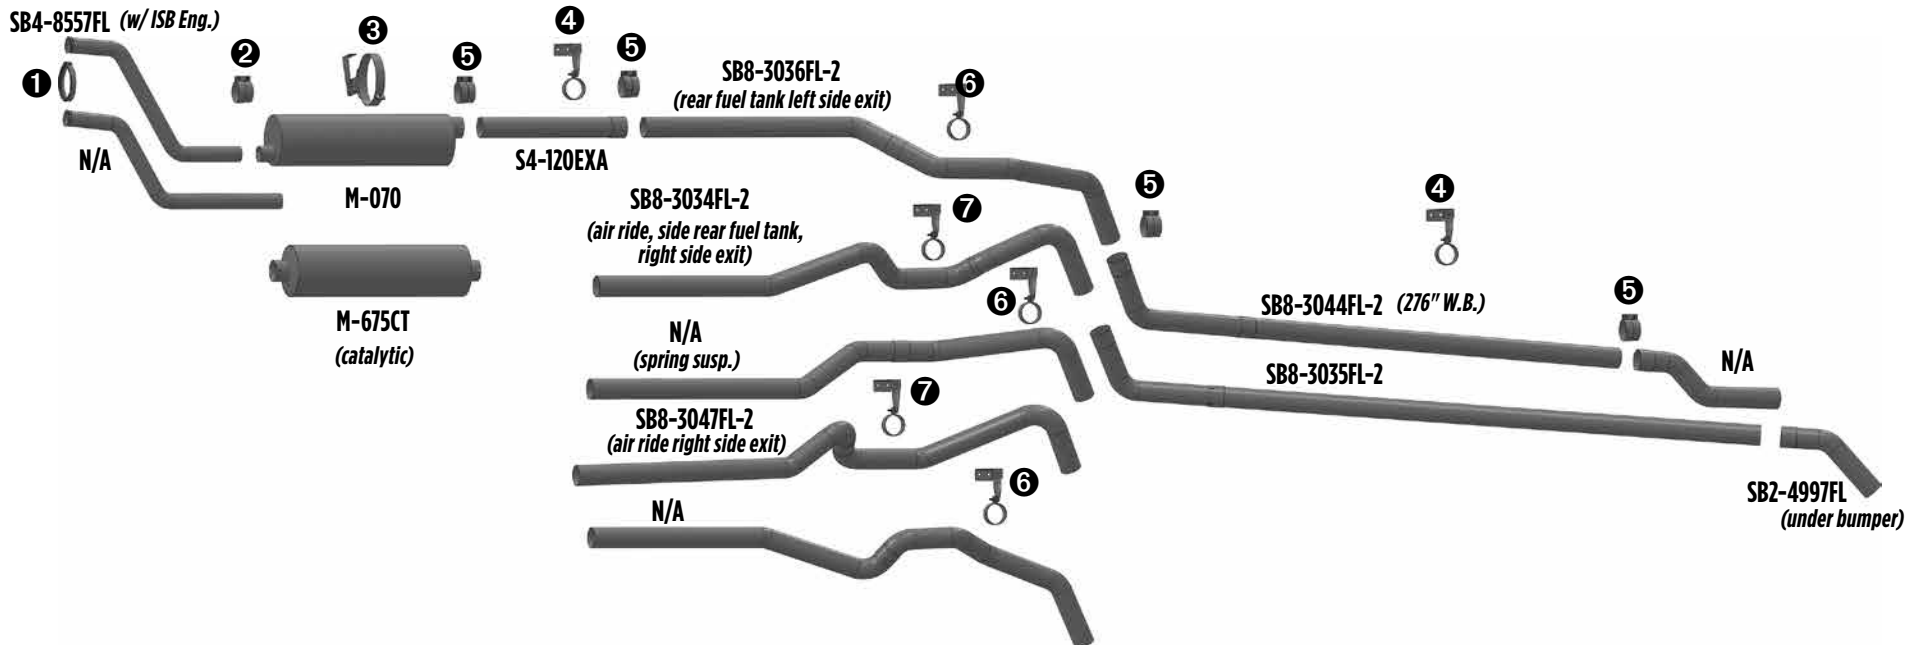 SB4-8557FL (w/ ISB Eng.)
1
2
3
5
4
5
SB8-3036FL-2
(rear fuel tank left side exit)
6
N/A
M-070
S4-120EXA
SB8-3034FL-2
(air ride, side rear fuel tank,
right side exit)
7
5
4
M-675CT
(catalytic)
N/A
(spring susp.)
6
SB8-3044FL-2 (276" W.B.)
5
N/A
SB8-3035FL-2
SB8-3047FL-2
(air ride right side exit)
7
N/A
6
SB2-4997FL
(under bumper)